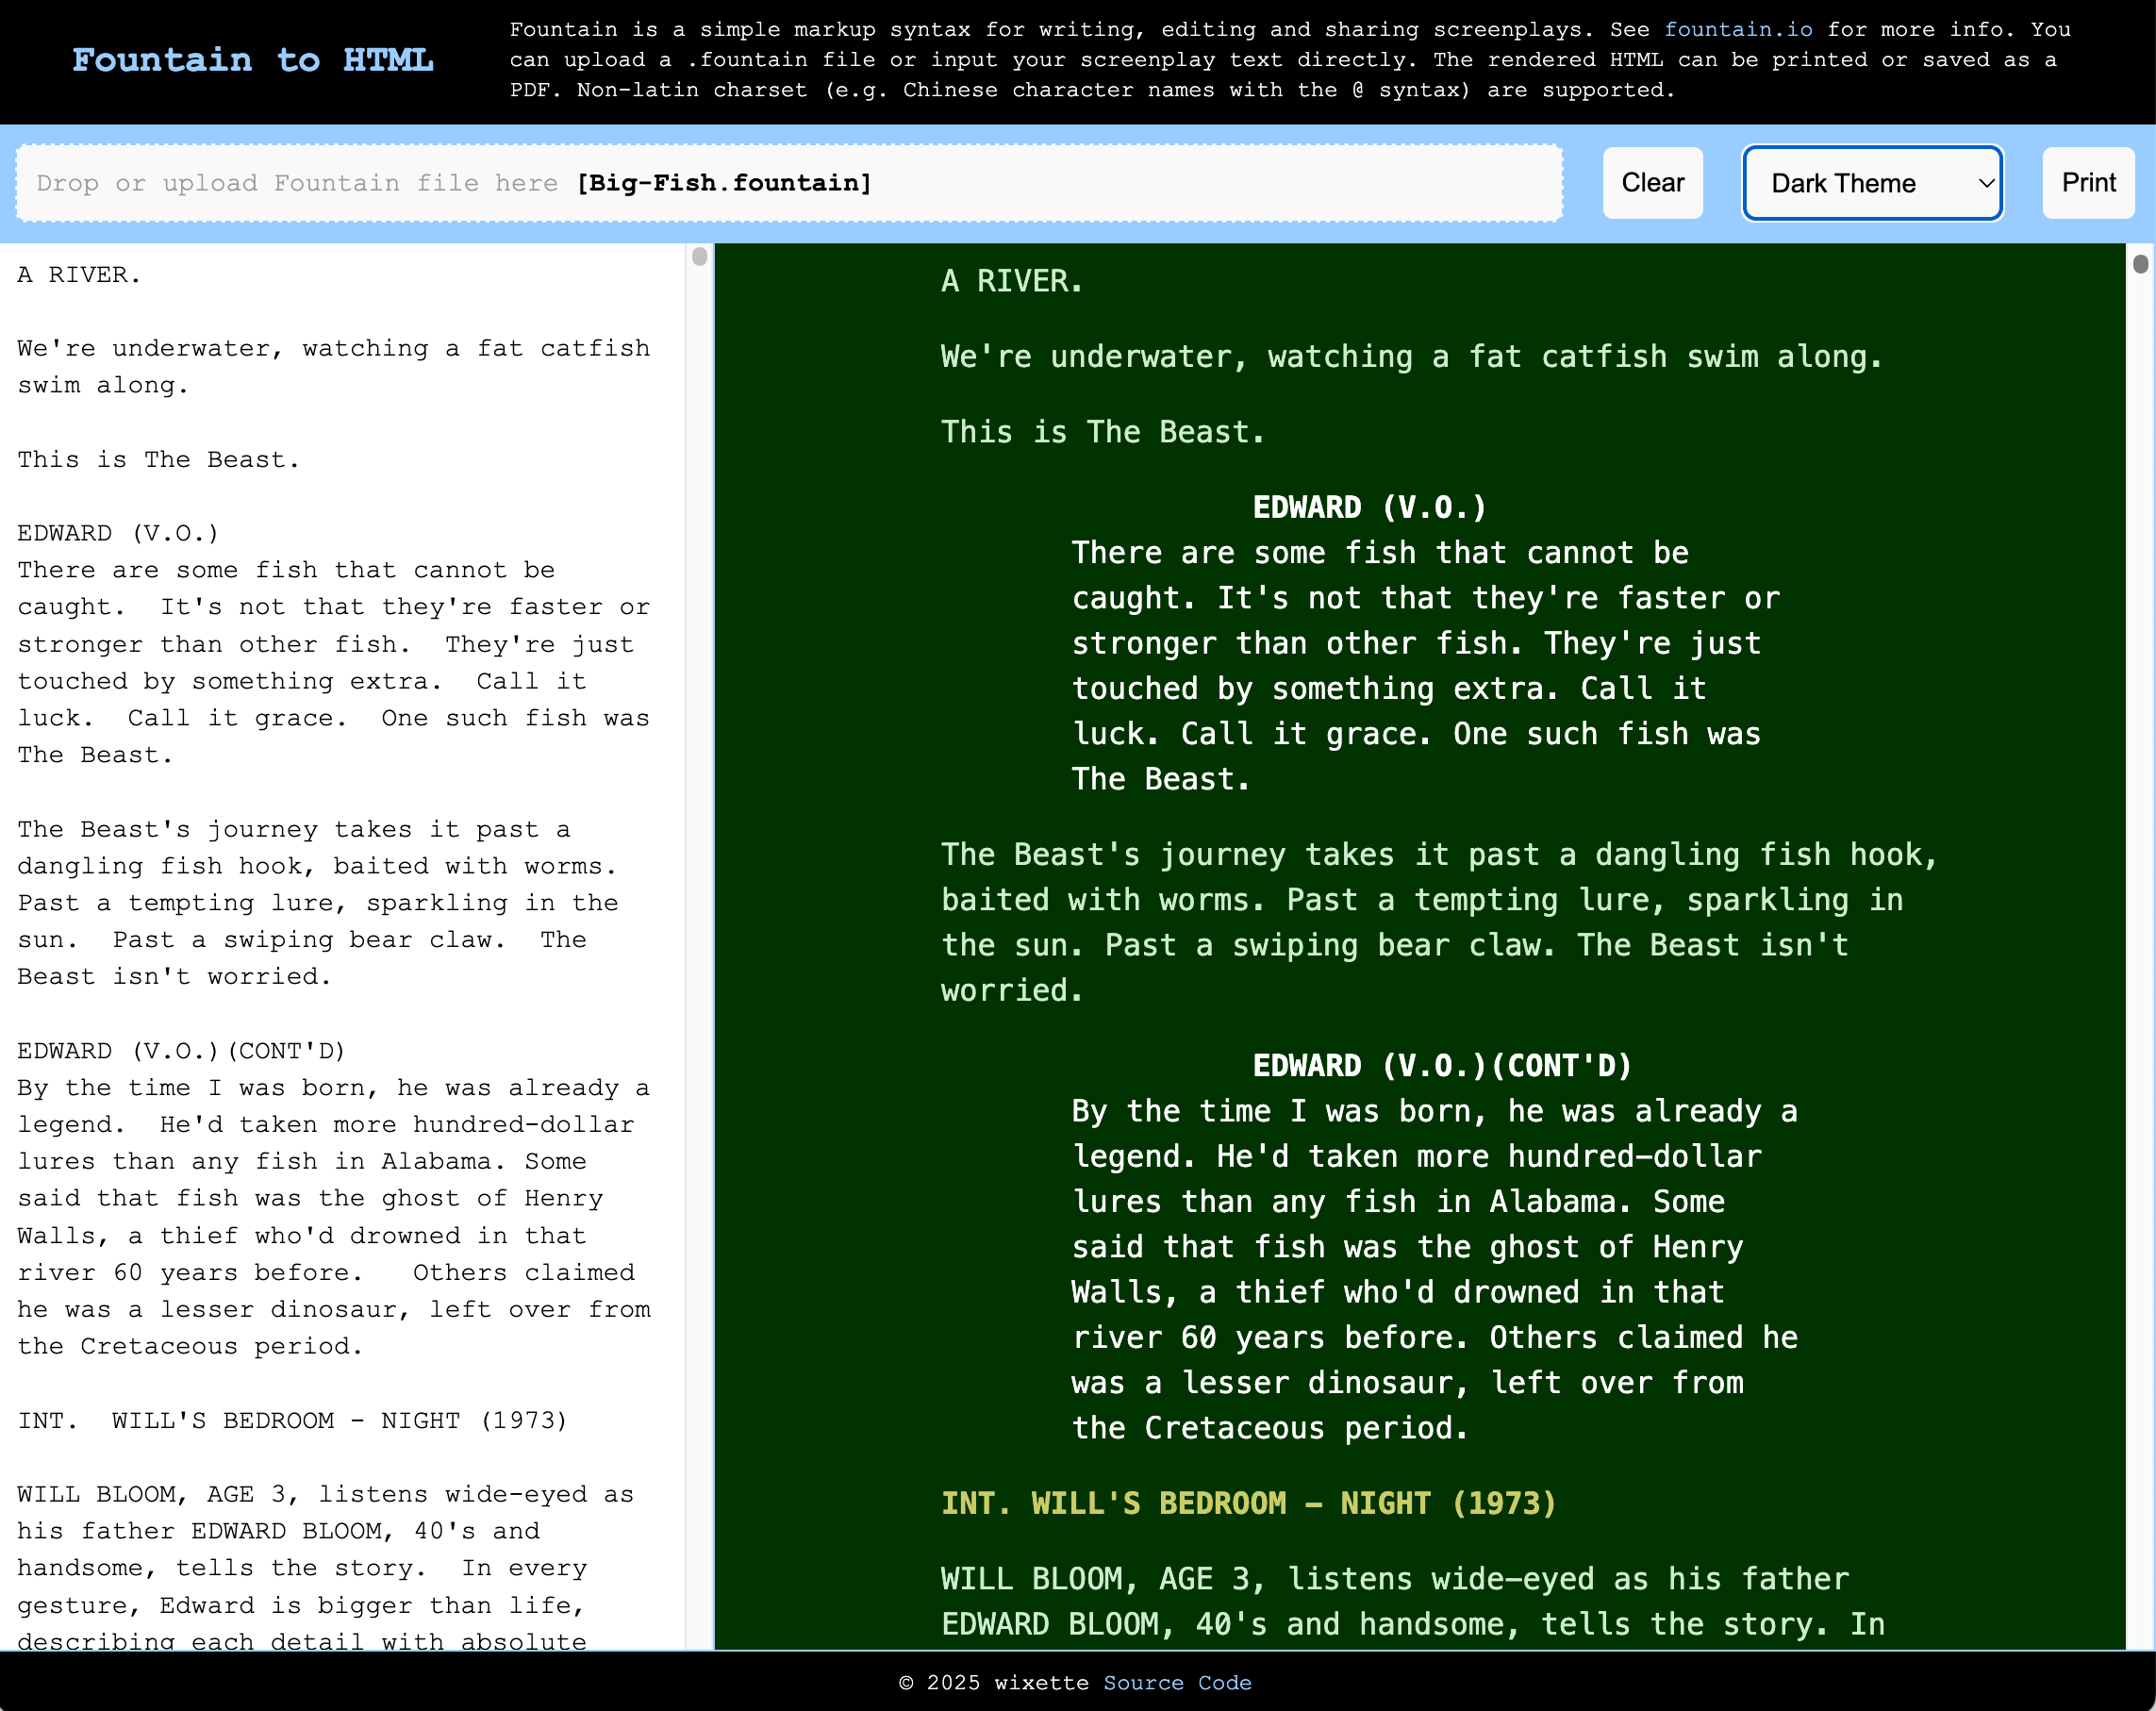 Fountain to HTML
Fountain is a simple markup syntax for writing, editing and sharing screenplays. See fountain.io for more info. You
can upload a .fountain file or input your screenplay text directly. The rendered HTML can be printed or saved as a
PDF. Non-latin charset (e.g. Chinese character names with the @ syntax) are supported.
Drop or upload Fountain file here [Big-Fish.fountain]
Clear
Dark Theme
Print
A RIVER.
We're underwater, watching a fat catfish
swim along.
This is The Beast.
EDWARD (V.O.)
There are some fish that cannot be
caught.  It's not that they're faster or
stronger than other fish.  They're just
touched by something extra.  Call it
luck.  Call it grace.  One such fish was
The Beast.
The Beast's journey takes it past a
dangling fish hook, baited with worms.
Past a tempting lure, sparkling in the
sun.  Past a swiping bear claw.  The
Beast isn't worried.
EDWARD (V.O.)(CONT'D)
By the time I was born, he was already a
legend.  He'd taken more hundred-dollar
lures than any fish in Alabama. Some
said that fish was the ghost of Henry
Walls, a thief who'd drowned in that
river 60 years before.   Others claimed
he was a lesser dinosaur, left over from
the Cretaceous period.
INT.  WILL'S BEDROOM - NIGHT (1973)
WILL BLOOM, AGE 3, listens wide-eyed as
his father EDWARD BLOOM, 40's and
handsome, tells the story.  In every
gesture, Edward is bigger than life,
describing each detail with absolute
A RIVER.
We're underwater, watching a fat catfish swim along.
This is The Beast.
EDWARD (V.O.)
There are some fish that cannot be
caught. It's not that they're faster or
stronger than other fish. They're just
touched by something extra. Call it
luck. Call it grace. One such fish was
The Beast.
The Beast's journey takes it past a dangling fish hook,
baited with worms. Past a tempting lure, sparkling in
the sun. Past a swiping bear claw. The Beast isn't
worried.
EDWARD (V.O.)(CONT'D)
By the time I was born, he was already a
legend. He'd taken more hundred-dollar
lures than any fish in Alabama. Some
said that fish was the ghost of Henry
Walls, a thief who'd drowned in that
river 60 years before. Others claimed he
was a lesser dinosaur, left over from
the Cretaceous period.
INT. WILL'S BEDROOM - NIGHT (1973)
WILL BLOOM, AGE 3, listens wide-eyed as his father
EDWARD BLOOM, 40's and handsome, tells the story. In
© 2025 wixette Source Code